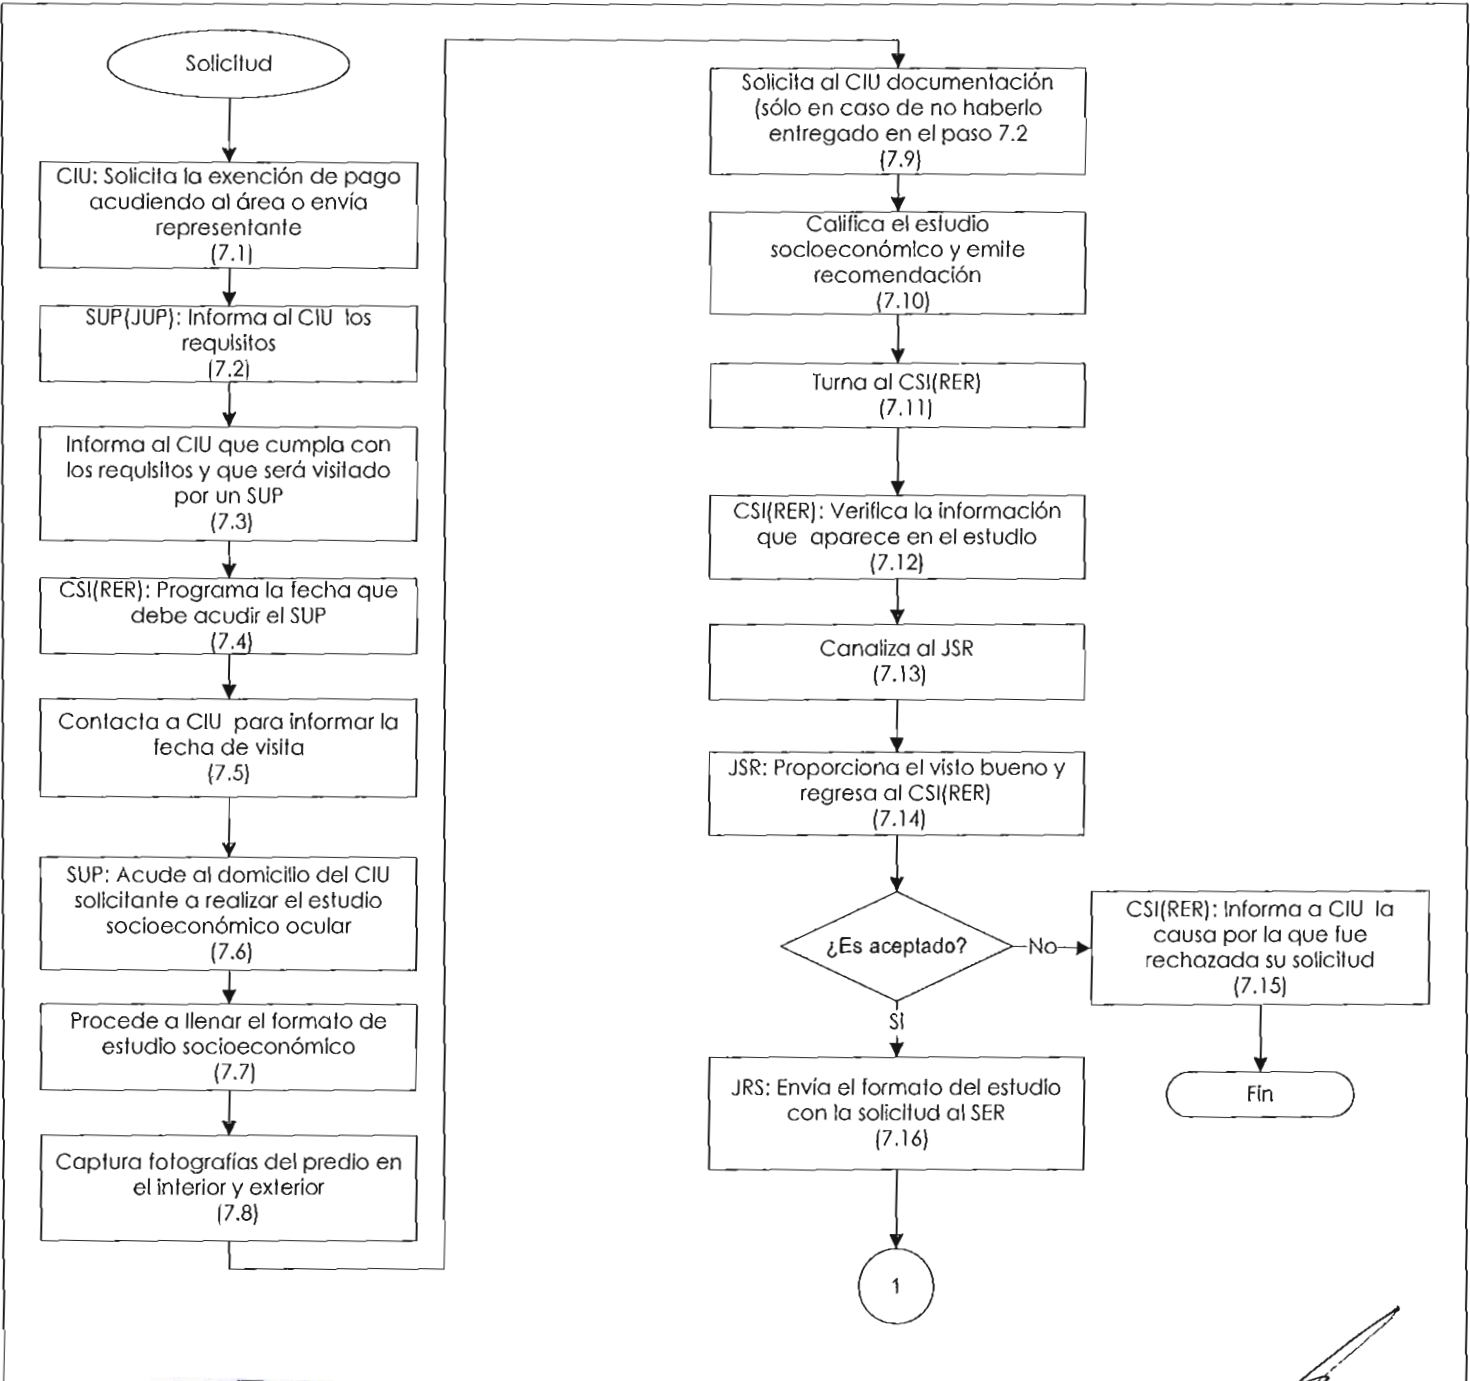 Solicitud
CIU: Solicita la exención de pago
acudiendo al área o envía
representante
(7.1)
SUP(JUP): Informa al CIU los
requisitos
(7.2)
Informa al CIU que cumpla con
los requisitos y que será visitado
por un SUP
(7.3)
CSI(RER): Programa la fecha que
debe acudir el SUP
(7.4)
Contacta a CIU para informar la
fecha de visita
(7.5)
SUP: Acude al domicilio del CIU
solicitante a realizar el estudio
socioeconómico ocular
(7.6)
Procede a llenar el formato de
estudio socioeconómico
(7.7)
Captura fotografías del predio en
el interior y exterior
(7.8)
Solicita al CIU documentación
(sólo en caso de no haberlo
entregado en el paso 7.2
(7.9)
Califica el estudio
socioeconómico y emite
recomendación
(7.10)
Turna al CSI(RER)
(7.11)
CSI(RER): Verifica la información
que aparece en el estudio
(7.12)
Canaliza al JSR
(7.13)
JSR: Proporciona el visto bueno y
regresa al CSI(RER)
(7.14)
¿Es aceptado?
No
CSI(RER): Informa a CIU la
causa por la que fue
rechazada su solicitud
(7.15)
Fin
Sí
JRS: Envía el formato del estudio
con la solicitud al SER
(7.16)
1